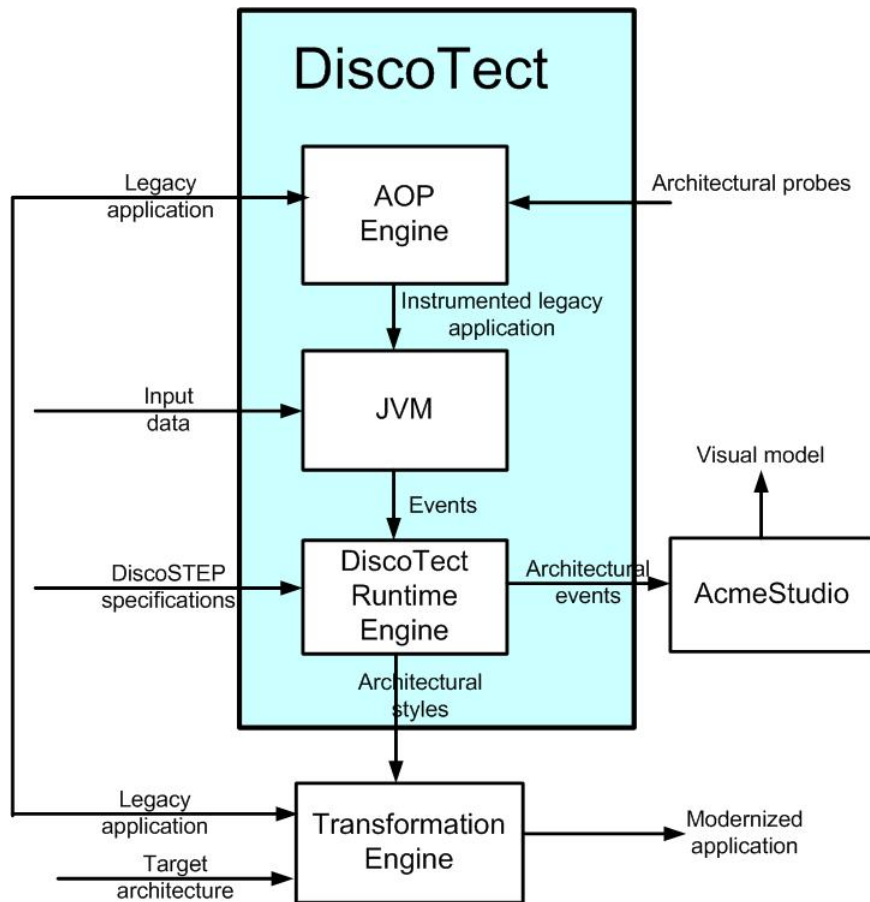 DiscoTect
Legacy
application
AOP
Engine
Architectural probes
Instrumented legacy
application
Input
data
JVM
Visual model
Events
DiscoSTEP
specifications
DiscoTect
Runtime
Engine
Architectural
events
AcmeStudio
Architectural
styles
Legacy
application
Transformation
Engine
Modernized
application
Target
architecture